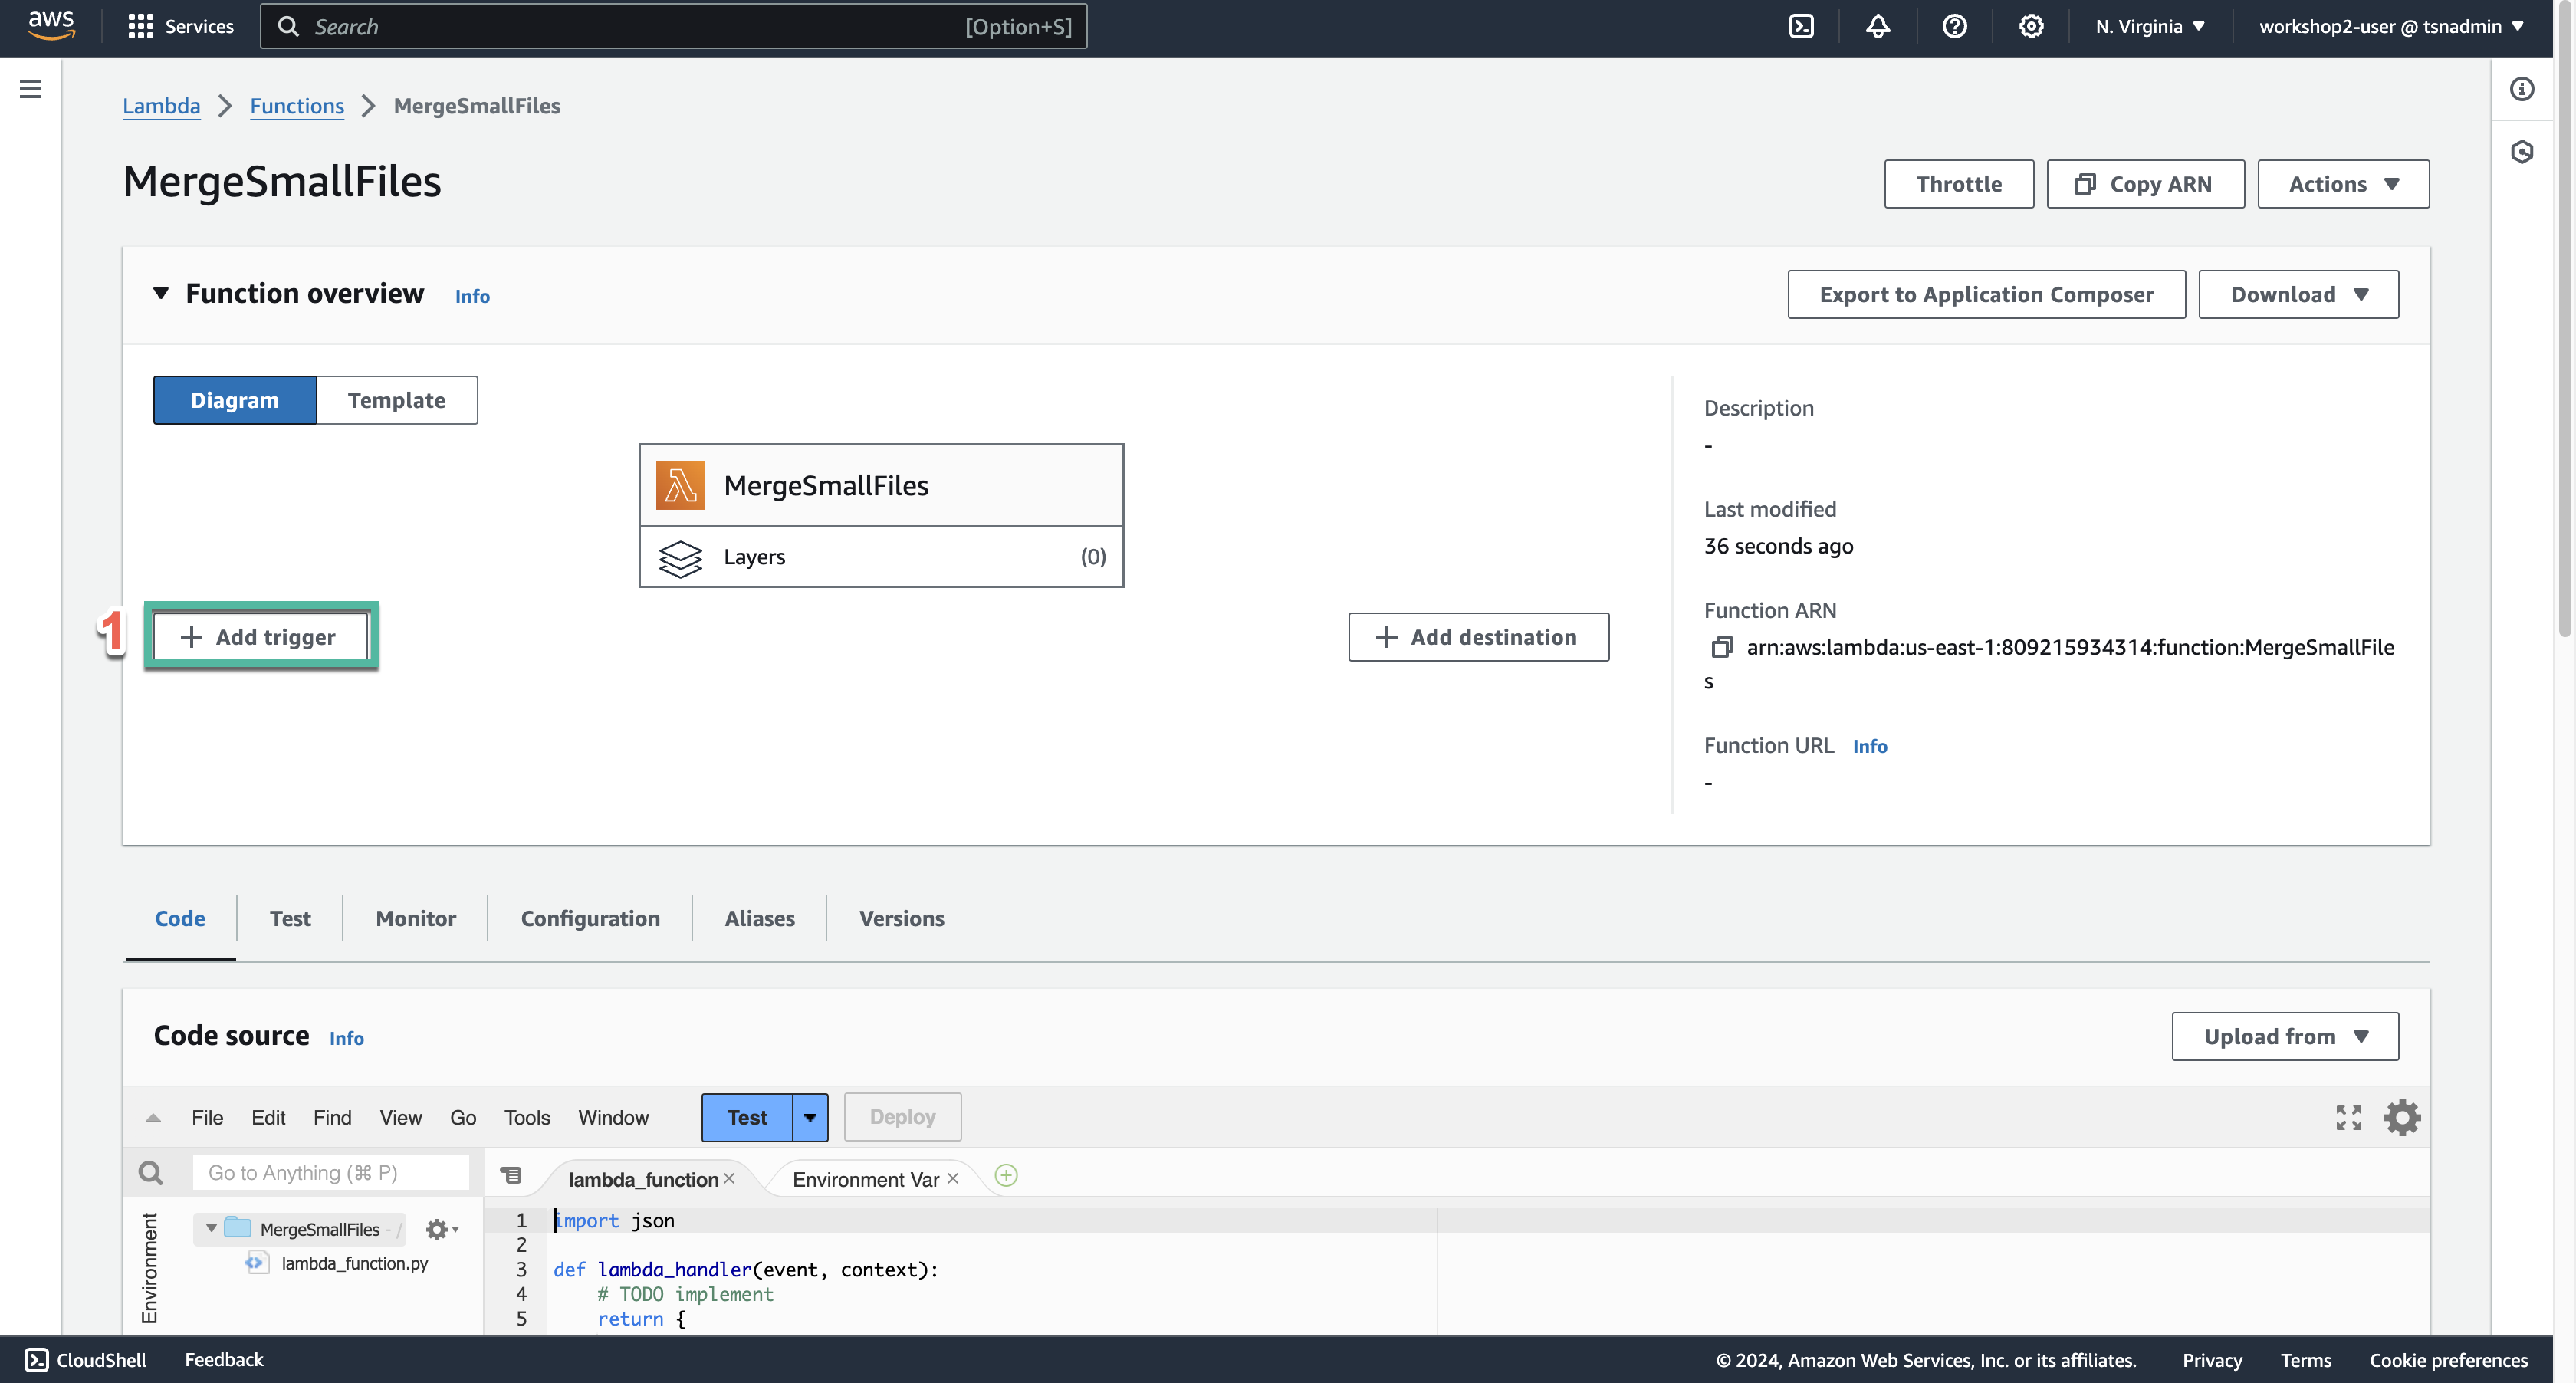 aws Services Search [Option+S] N. Virginia workshop2-user @ tsnadmin
Lambda Functions MergeSmallFiles
MergeSmallFiles
Throttle Copy ARN Actions
Function overview Info
Export to Application Composer Download
Diagram Template
MergeSmallFiles
Layers (0)
1
+ Add trigger
+ Add destination
Description
-
Last modified
36 seconds ago
Function ARN
arn:aws:lambda:us-east-1:809215934314:function:MergeSmallFile
s
Function URL Info
-
Code Test Monitor Configuration Aliases Versions
Code source Info
Upload from
File Edit Find View Go Tools Window Test Deploy
Go to Anything (⌘ P)
lambda_function × Environment Var ×
Environment
MergeSmallFiles - /
lambda_function.py
1 import json
2
3 def lambda_handler(event, context):
4 # TODO implement
5 return {
CloudShell Feedback © 2024, Amazon Web Services, Inc. or its affiliates. Privacy Terms Cookie preferences